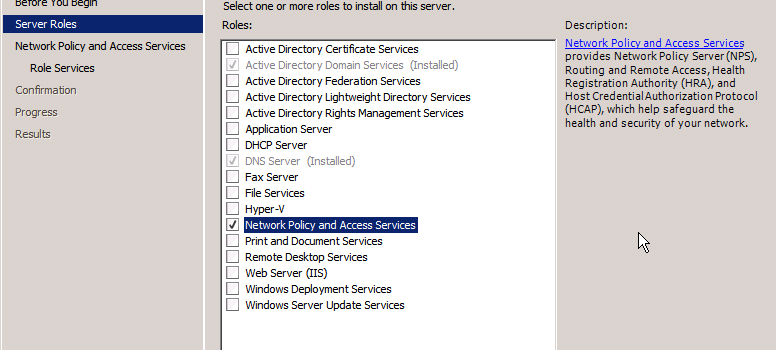 Before You Begin
Server Roles
Network Policy and Access Services
Role Services
Confirmation
Progress
Results
Select one or more roles to install on this server.
Roles:
Active Directory Certificate Services
Active Directory Domain Services (Installed)
Active Directory Federation Services
Active Directory Lightweight Directory Services
Active Directory Rights Management Services
Application Server
DHCP Server
DNS Server (Installed)
Fax Server
File Services
Hyper-V
Network Policy and Access Services
Print and Document Services
Remote Desktop Services
Web Server (IIS)
Windows Deployment Services
Windows Server Update Services
Description:
Network Policy and Access Services
provides Network Policy Server (NPS),
Routing and Remote Access, Health
Registration Authority (HRA), and
Host Credential Authorization Protocol
(HCAP), which help safeguard the
health and security of your network.